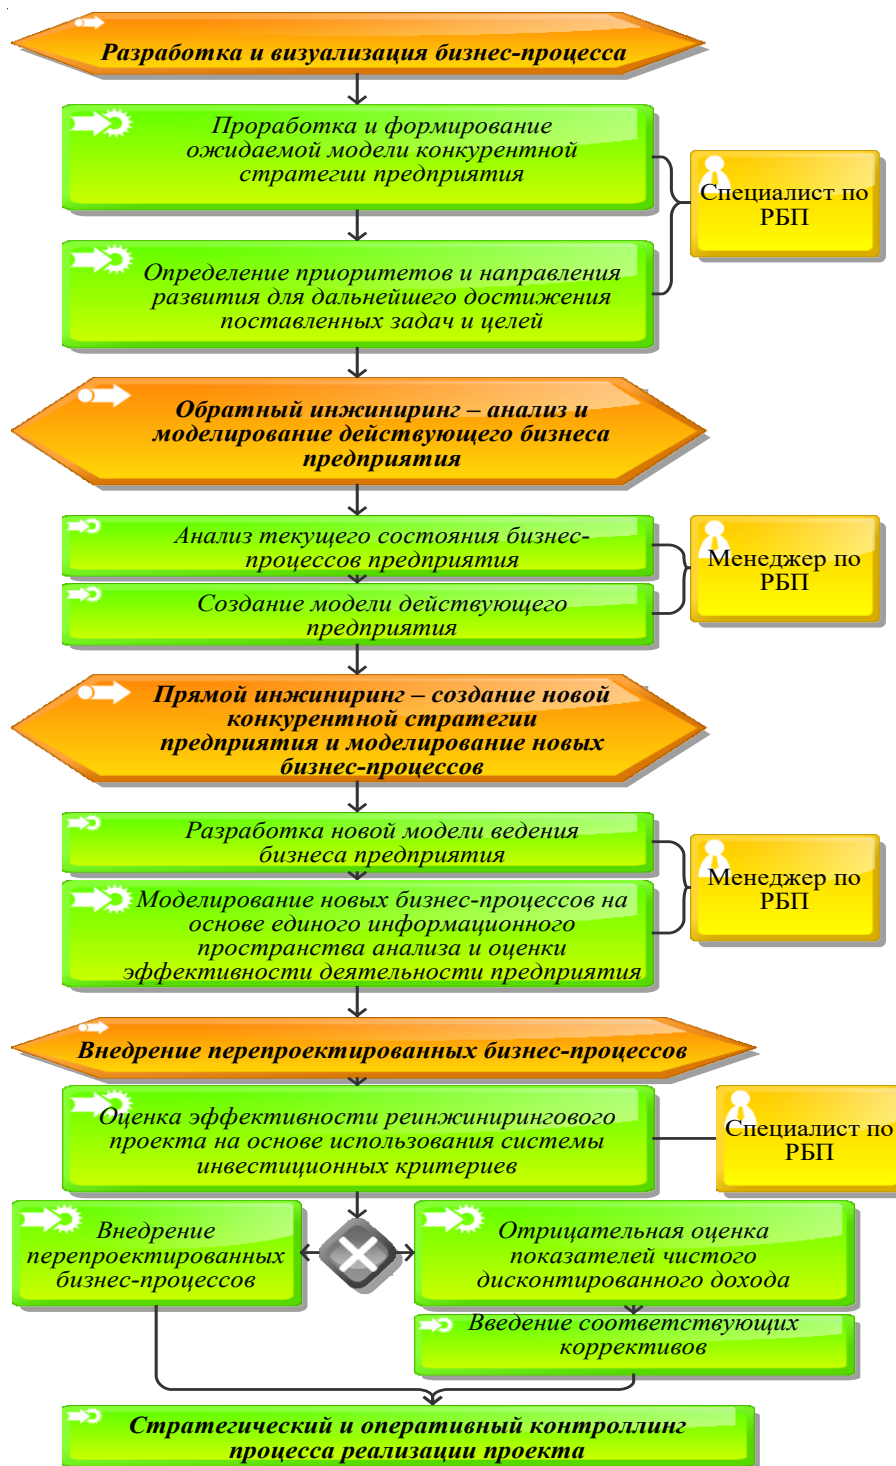 Разработка и визуализация бизнес-процесса
Проработка и формирование
ожидаемой модели конкурентной
стратегии предприятия
Специалист по
РБП
Определение приоритетов и направления
развития для дальнейшего достижения
поставленных задач и целей
Обратный инжиниринг – анализ и
моделирование действующего бизнеса
предприятия
Анализ текущего состояния бизнес-
процессов предприятия
Менеджер по
РБП
Создание модели действующего
предприятия
Прямой инжиниринг – создание новой
конкурентной стратегии
предприятия и моделирование новых
бизнес-процессов
Разработка новой модели ведения
бизнеса предприятия
Менеджер по
РБП
Моделирование новых бизнес-процессов на
основе единого информационного
пространства анализа и оценки
эффективности деятельности предприятия
Внедрение перепроектированных бизнес-процессов
Оценка эффективности реинжинирингового
проекта на основе использования системы
инвестиционных критериев
Специалист по
РБП
Внедрение
перепроектированных
бизнес-процессов
Отрицательная оценка
показателей чистого
дисконтированного дохода
Введение соответствующих
коррективов
Стратегический и оперативный контроллинг
процесса реализации проекта